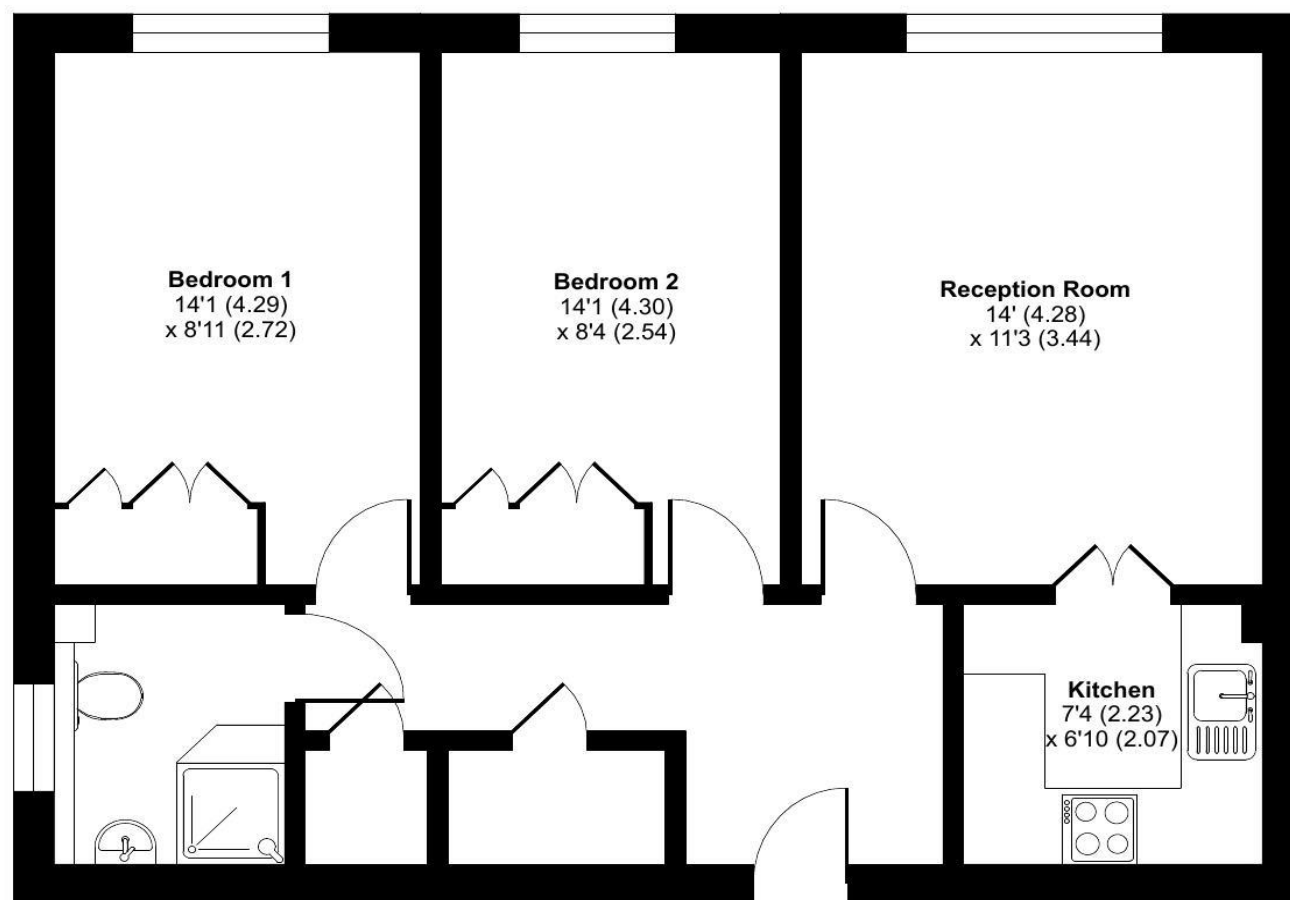 Bedroom 1
14'1 (4.29)
x 8'11 (2.72)
Bedroom 2
14'1 (4.30)
x 8'4 (2.54)
Reception Room
14' (4.28)
x 11'3 (3.44)
Kitchen
7'4 (2.23)
x 6'10 (2.07)